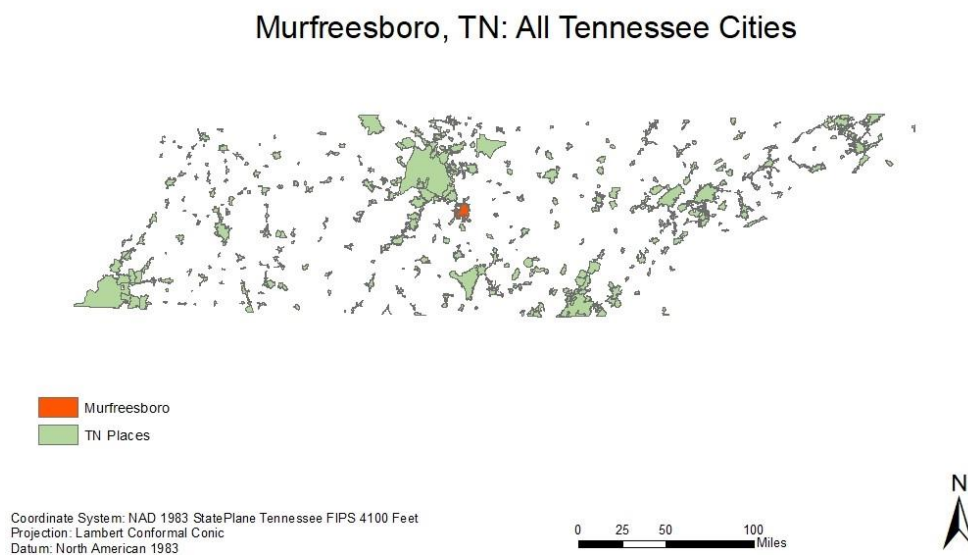 Murfreesboro, TN: All Tennessee Cities
Murfreesboro
TN Places
Coordinate System: NAD 1983 StatePlane Tennessee FIPS 4100 Feet
Projection: Lambert Conformal Conic
Datum: North American 1983
0 25 50 100
Miles
N